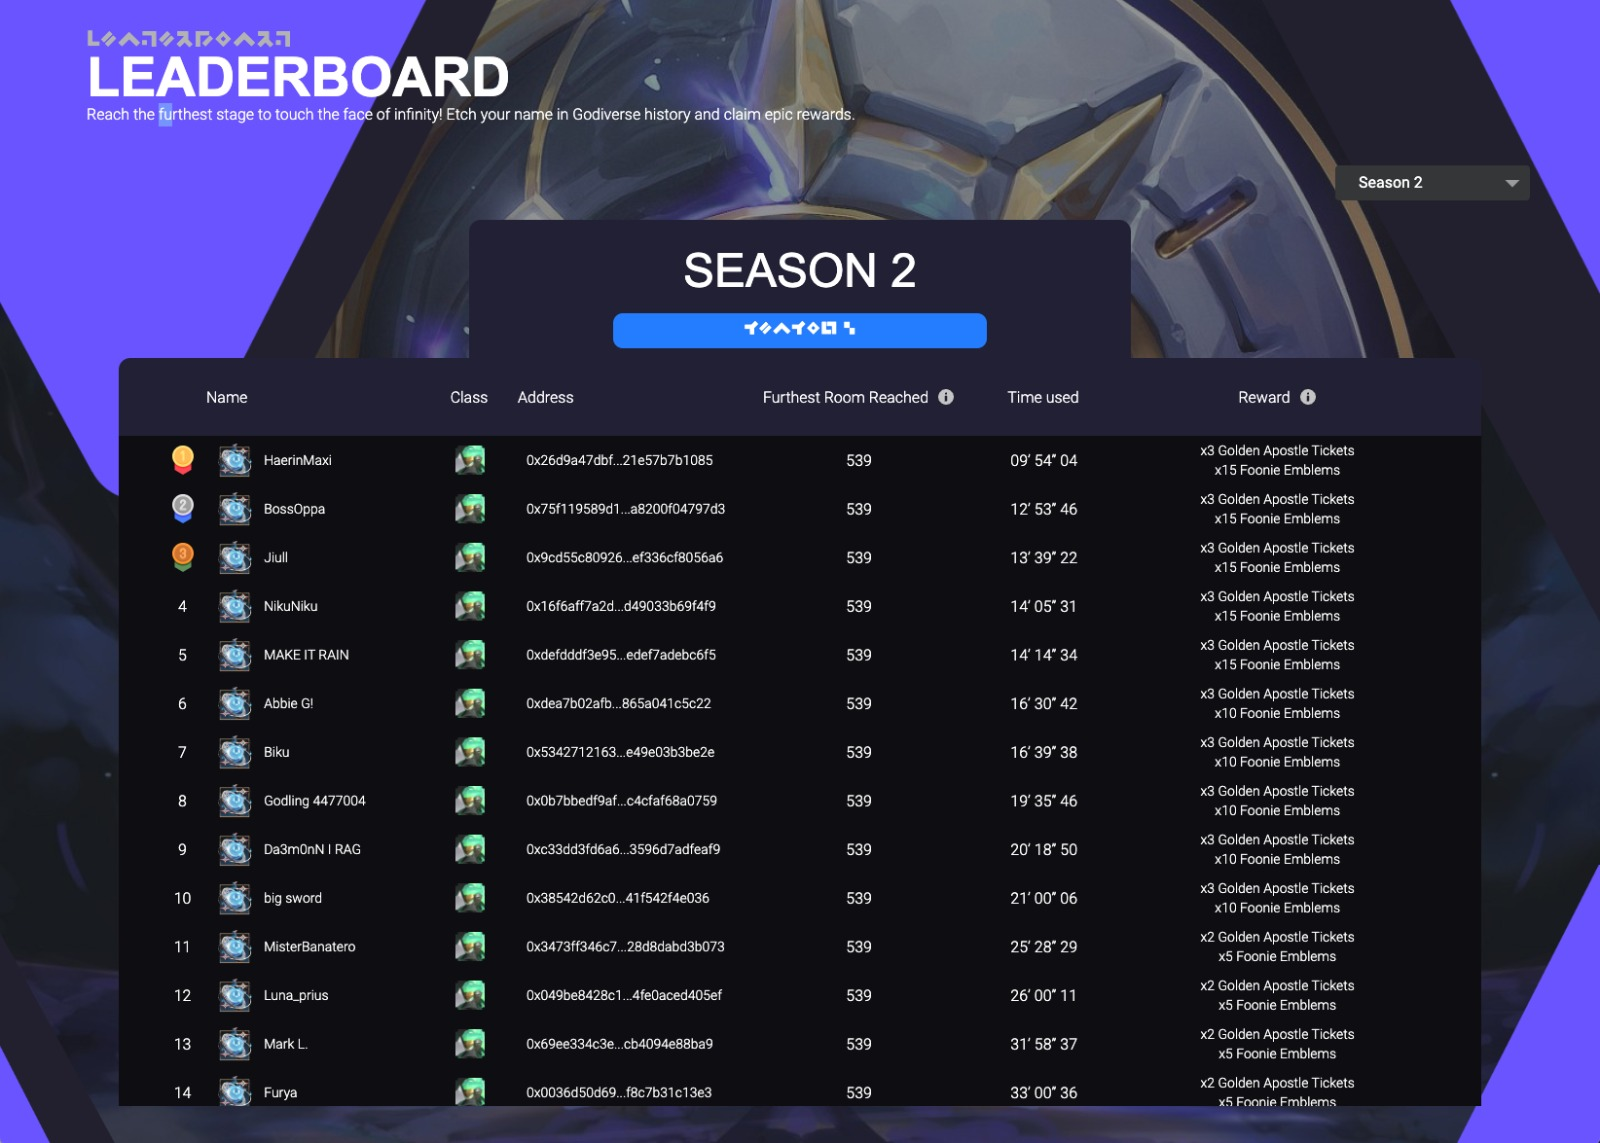 LEADERBOARD
Reach the furthest stage to touch the face of infinity! Etch your name in Godiverse history and claim epic rewards.
Season 2
SEASON 2
Name Class Address Furthest Room Reached Time used Reward
1 HaerinMaxi 0x26d9a47dbf...21e57b7b1085 539 09’ 54” 04 x3 Golden Apostle Tickets
x15 Foonie Emblems
2 BossOppa 0x75f119589d1...a8200f04797d3 539 12’ 53” 46 x3 Golden Apostle Tickets
x15 Foonie Emblems
3 Jiull 0x9cd55c80926...ef336cf8056a6 539 13’ 39” 22 x3 Golden Apostle Tickets
x15 Foonie Emblems
4 NikuNiku 0x16f6aff7a2d...d49033b69f4f9 539 14’ 05” 31 x3 Golden Apostle Tickets
x15 Foonie Emblems
5 MAKE IT RAIN 0xdefdddf3e95...edef7adebc6f5 539 14’ 14” 34 x3 Golden Apostle Tickets
x15 Foonie Emblems
6 Abbie G! 0xdea7b02afb...865a041c5c22 539 16’ 30” 42 x3 Golden Apostle Tickets
x10 Foonie Emblems
7 Biku 0x5342712163...e49e03b3be2e 539 16’ 39” 38 x3 Golden Apostle Tickets
x10 Foonie Emblems
8 Godling 4477004 0x0b7bbedf9af...c4cfaf68a0759 539 19’ 35” 46 x3 Golden Apostle Tickets
x10 Foonie Emblems
9 Da3m0nN I RAG 0xc33dd3fd6a6...3596d7adfeaf9 539 20’ 18” 50 x3 Golden Apostle Tickets
x10 Foonie Emblems
10 big sword 0x38542d62c0...41f542f4e036 539 21’ 00” 06 x3 Golden Apostle Tickets
x10 Foonie Emblems
11 MisterBanatero 0x3473ff346c7...28d8dabd3b073 539 25’ 28” 29 x2 Golden Apostle Tickets
x5 Foonie Emblems
12 Luna_prius 0x049be8428c1...4fe0aced405ef 539 26’ 00” 11 x2 Golden Apostle Tickets
x5 Foonie Emblems
13 Mark L. 0x69ee334c3e...cb4094e88ba9 539 31’ 58” 37 x2 Golden Apostle Tickets
x5 Foonie Emblems
14 Furya 0x0036d50d69...f8c7b31c13e3 539 33’ 00” 36 x2 Golden Apostle Tickets
x5 Foonie Emblems